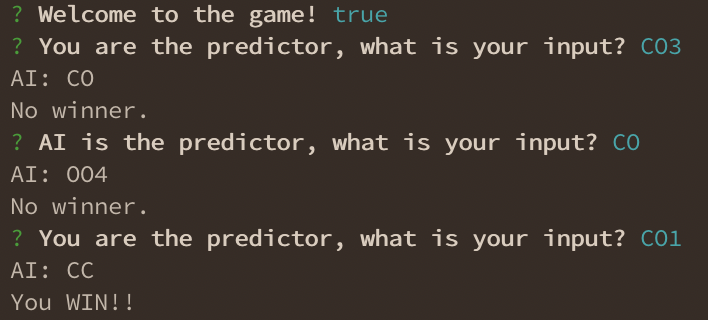 ? Welcome to the game! true
? You are the predictor, what is your input? CO3
AI: CO
No winner.
? AI is the predictor, what is your input? CO
AI: OO4
No winner.
? You are the predictor, what is your input? CO1
AI: CC
You WIN!!